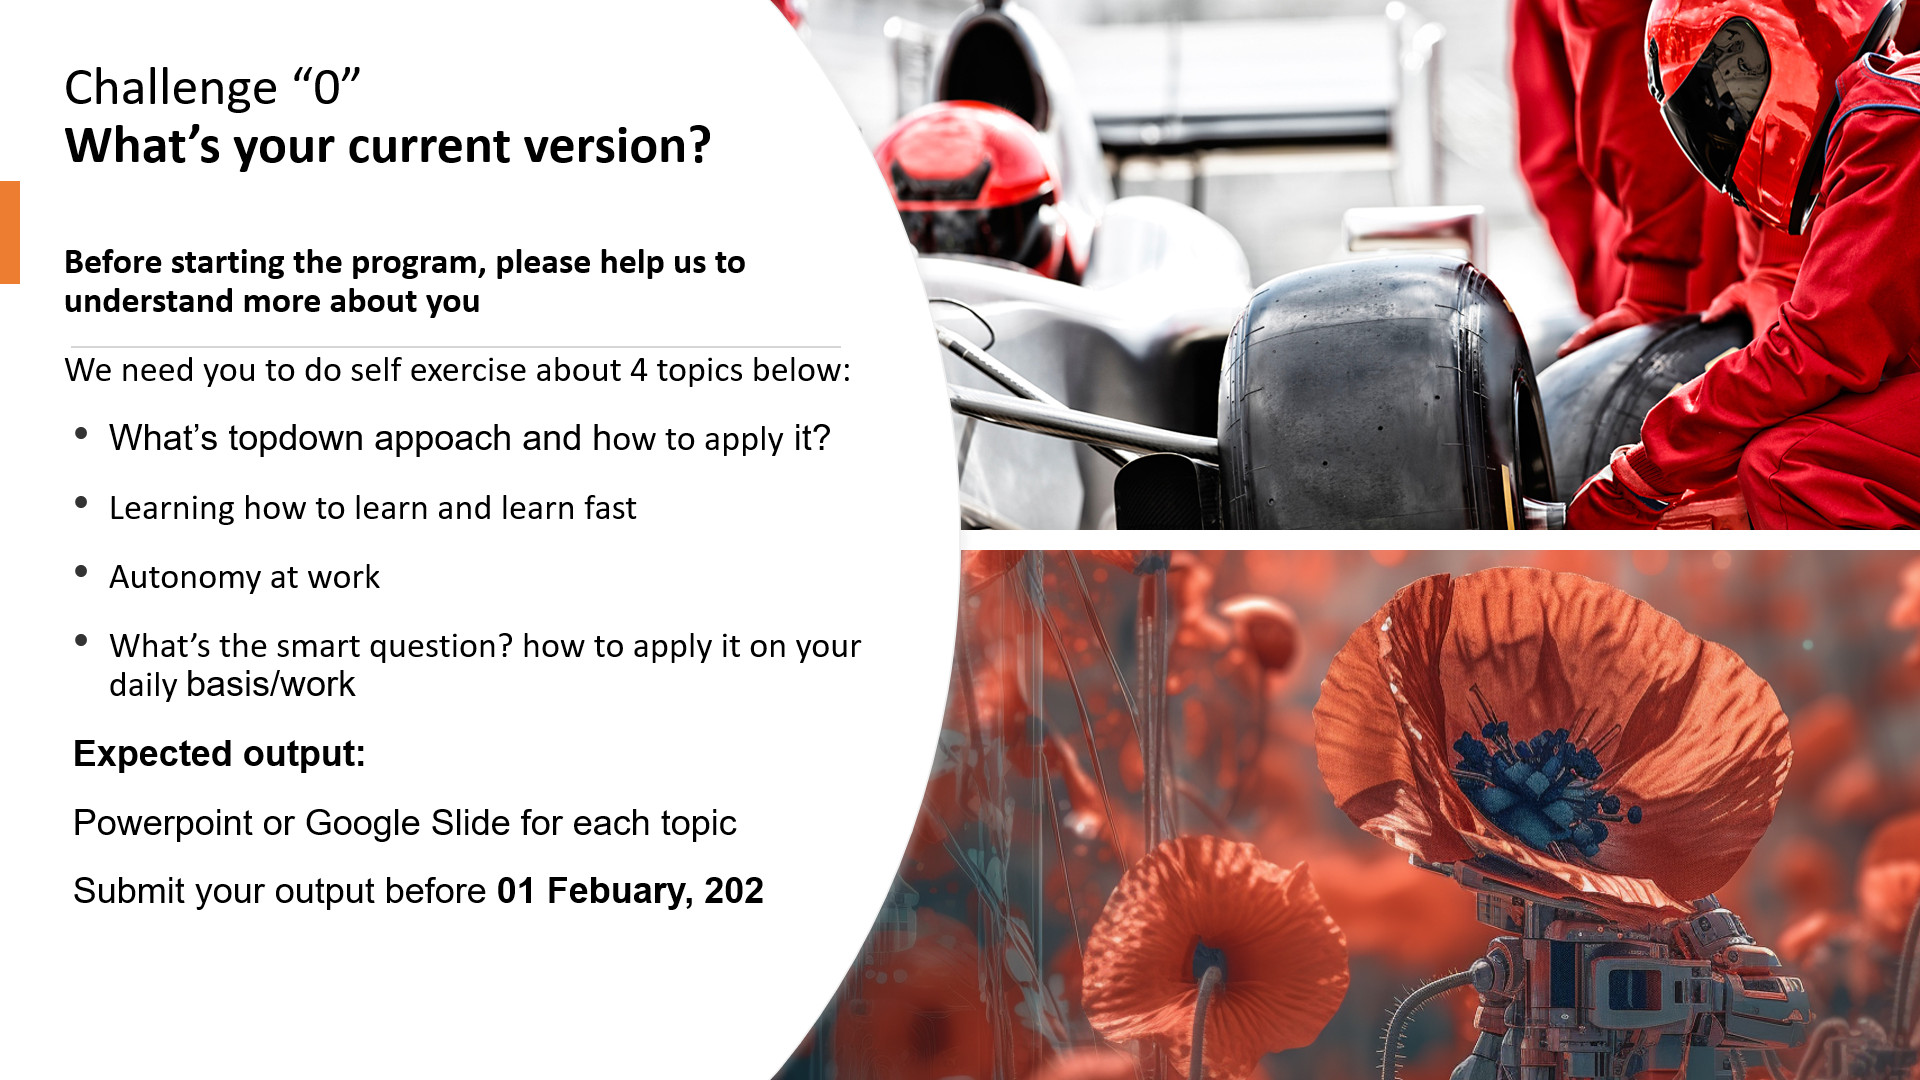 Challenge “0”
What’s your current version?
Before starting the program, please help us to
understand more about you
We need you to do self exercise about 4 topics below:
• What’s topdown appoach and how to apply it?
• Learning how to learn and learn fast
• Autonomy at work
• What’s the smart question? how to apply it on your
daily basis/work
Expected output:
Powerpoint or Google Slide for each topic
Submit your output before 01 Febuary, 202